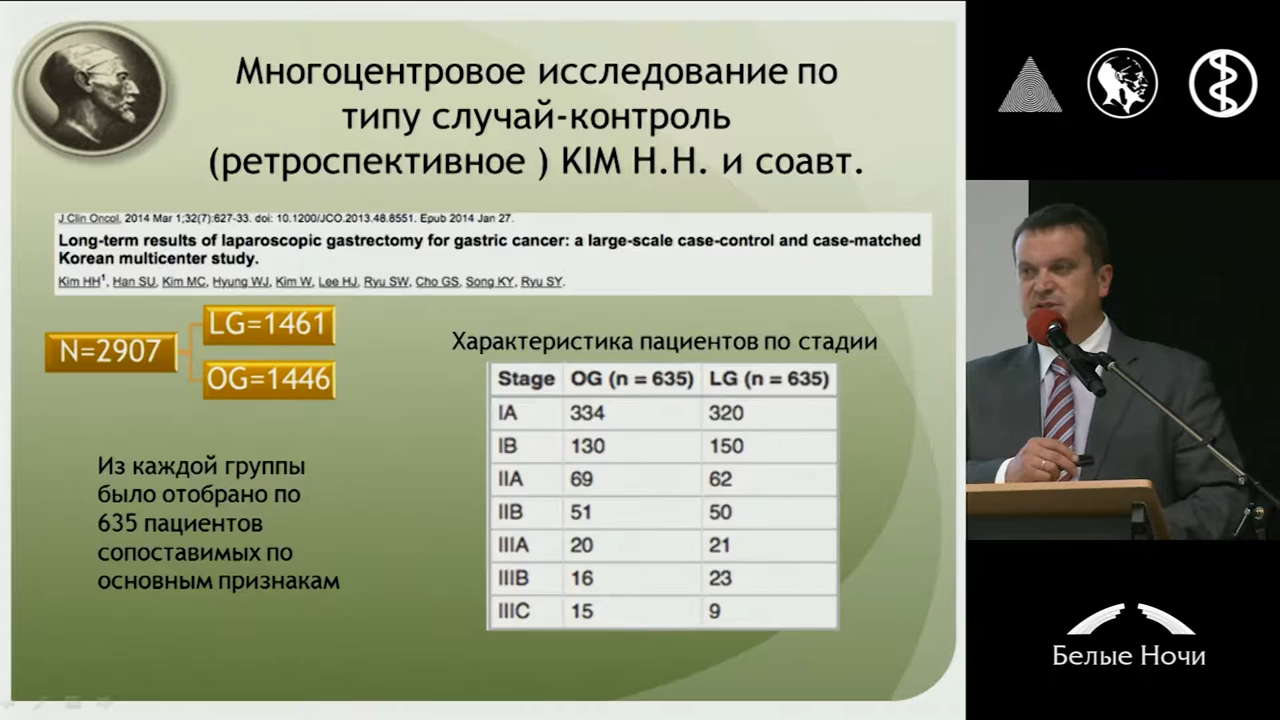 Многоцентровое исследование по
типу случай-контроль
(ретроспективное ) KIM H.H. и соавт.
J Clin Oncol, 2014 Mar 1;32(7):627-33. doi: 10.1200/JCO.2013.48.8551. Epub 2014 Jan 27.
Long-term results of laparoscopic gastrectomy for gastric cancer: a large-scale case-control and case-matched
Korean multicenter study.
Kim HH¹, Han SU, Kim MC, Hyung WJ, Kim W, Lee HJ, Ryu SW, Cho GS, Song KY, Ryu SY.
N=2907
LG=1461
OG=1446
Из каждой группы
было отобрано по
635 пациентов
сопоставимых по
основным признакам
Характеристика пациентов по стадии
Stage OG (n = 635) LG (n = 635)
IA 334 320
IB 130 150
IIA 69 62
IIB 51 50
IIIA 20 21
IIIB 16 23
IIIC 15 9
Белые Ночи